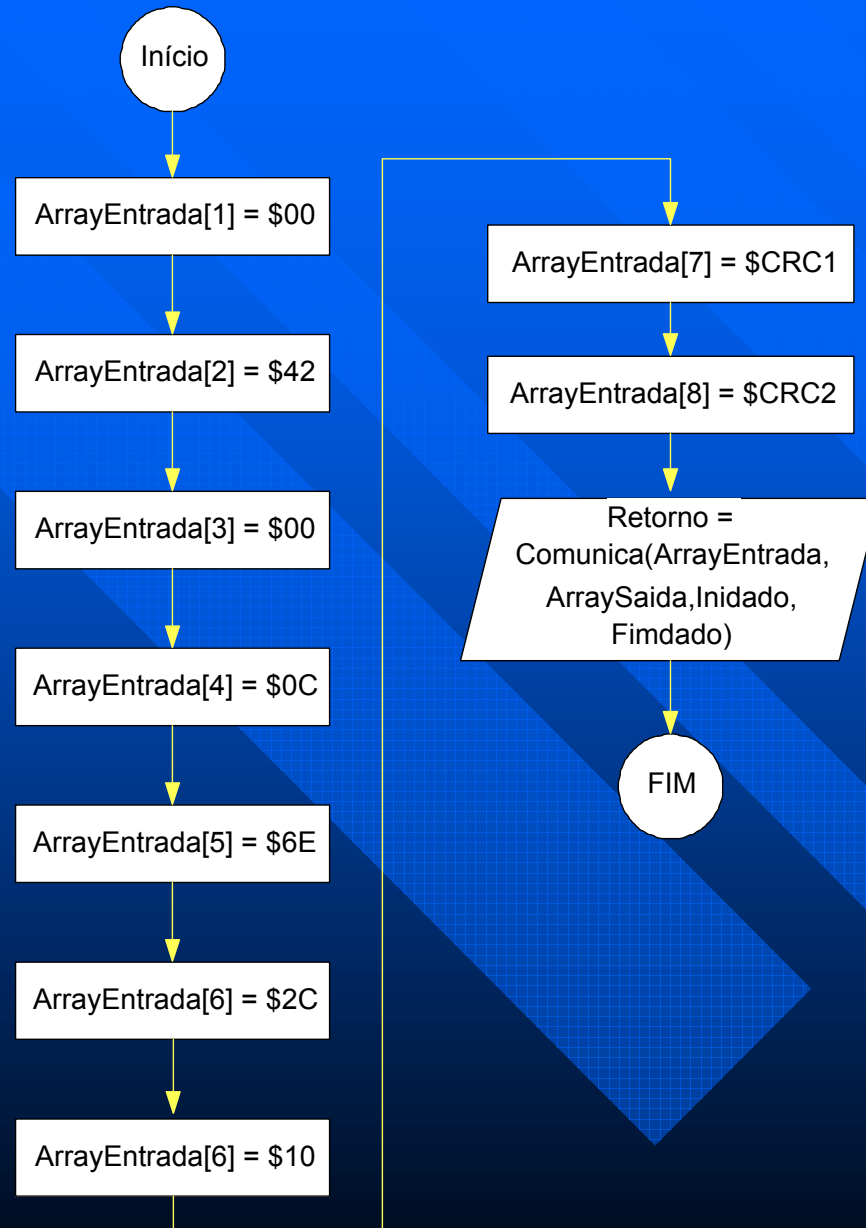 Início
ArrayEntrada[1] = $00
ArrayEntrada[2] = $42
ArrayEntrada[3] = $00
ArrayEntrada[4] = $0C
ArrayEntrada[5] = $6E
ArrayEntrada[6] = $2C
ArrayEntrada[6] = $10
ArrayEntrada[7] = $CRC1
ArrayEntrada[8] = $CRC2
Retorno =
Comunica(ArrayEntrada,
ArraySaida,Inidado,
Fimdado)
FIM